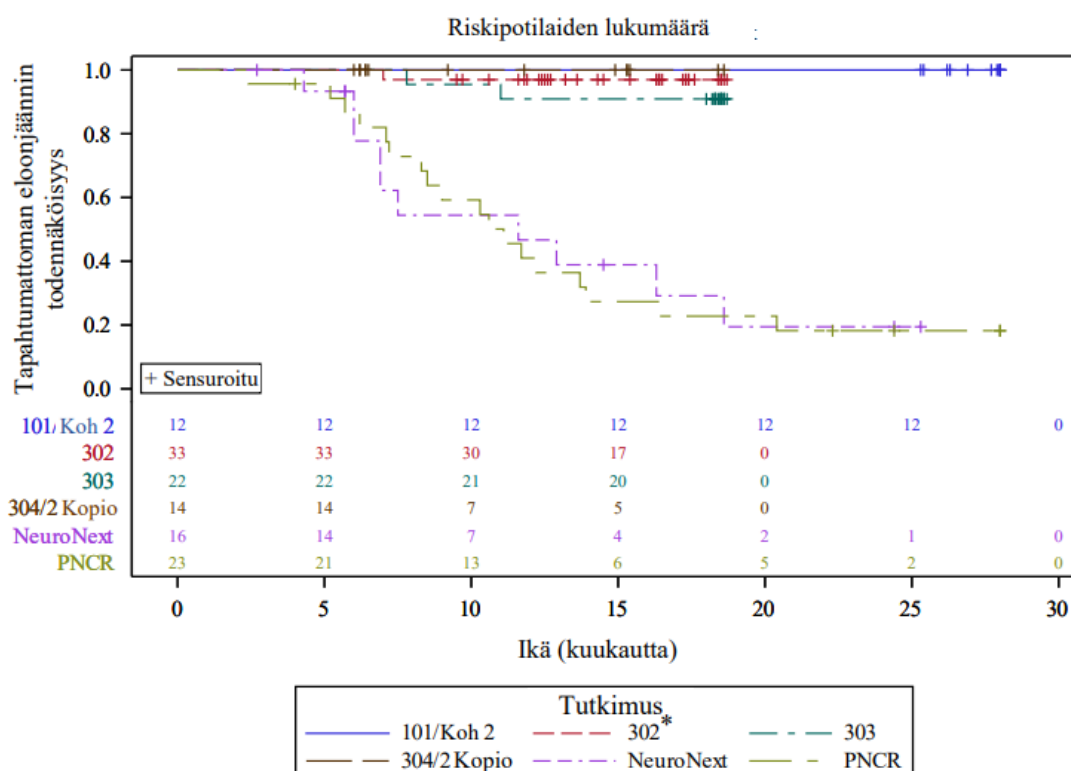 Riskipotilaiden lukumäärä :
Tapahtumattoman eloonjäännin
todennäköisyys
1.0
0.8
0.6
0.4
0.2
0.0
+ Sensuroitu
101/Koh 2 12 12 12 12 12 12 0
302 33 33 30 17 0
303 22 22 21 20 0
304/2 Kopio 14 14 7 5 0
NeuroNext 16 14 7 4 2 1 0
PNCR 23 21 13 6 5 2 0
0 5 10 15 20 25 30
Ikä (kuukautta)
Tutkimus
101/Koh 2 302* 303
304/2 Kopio NeuroNext PNCR